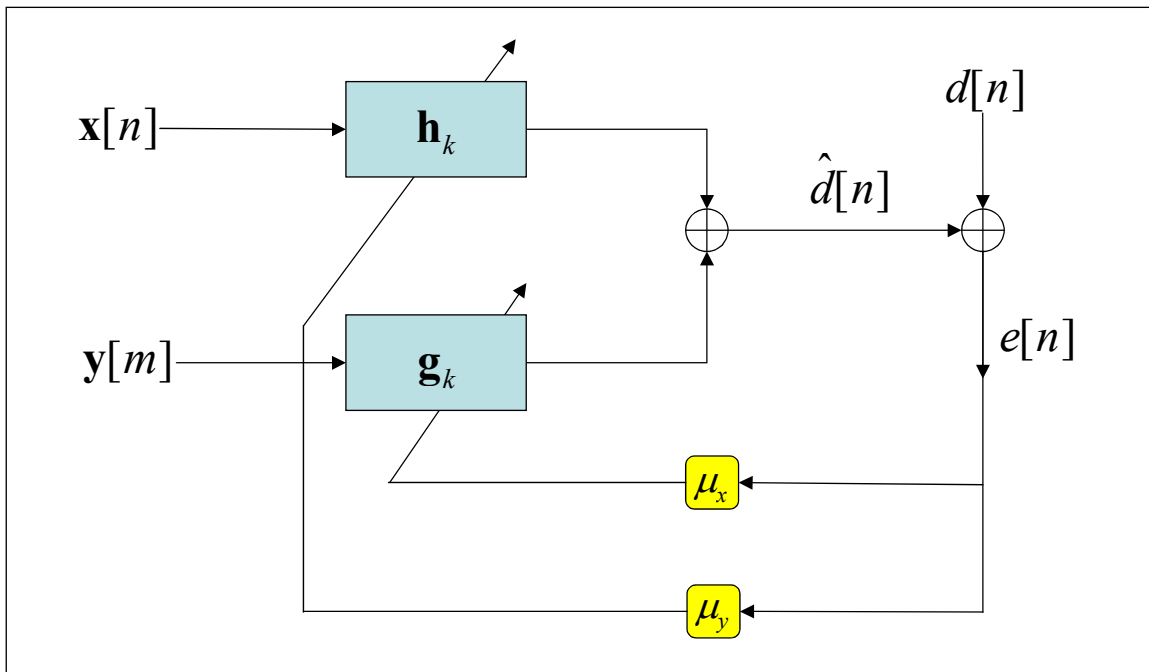 x[n]
h_k
d[n]
d̂[n]
y[m]
g_k
e[n]
μ_x
μ_y